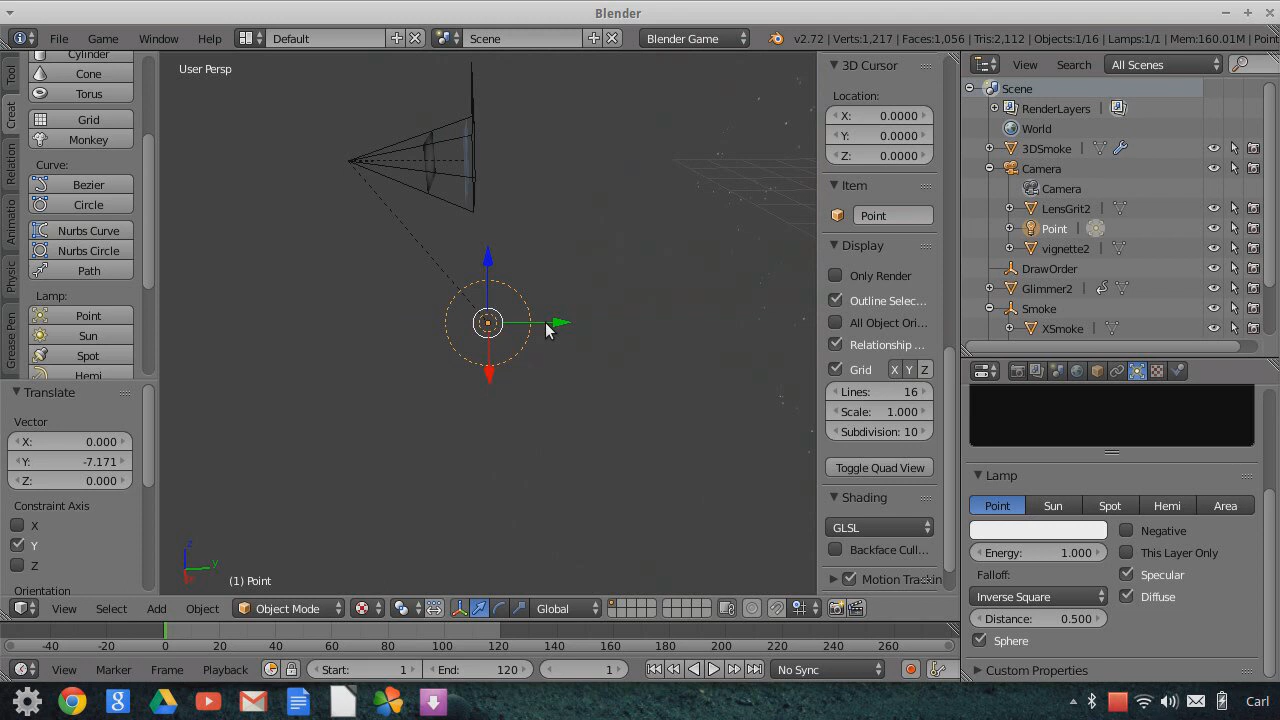 Blender
File
Game
Window
Help
Default
Scene
Blender Game
v2.72 | Verts:1,217 | Faces:1,056 | Tris:2,112 | Objects:1/16 | Lamps:1/1 | Mem:160.01M | Point
Tool
Creat
Relation
Animatio
Physic
Grease Pen
Cylinder
Cone
Torus
Grid
Monkey
Curve:
Bezier
Circle
Nurbs Curve
Nurbs Circle
Path
Lamp:
Point
Sun
Spot
Hemi
Translate
Vector
X: 0.000
Y: -7.171
Z: 0.000
Constraint Axis
X
Y
Z
Orientation
User Persp
z
y
(1) Point
3D Cursor
Location:
X: 0.0000
Y: 0.0000
Z: 0.0000
Item
Point
Display
Only Render
Outline Selec...
All Object Ori...
Relationship ...
Grid X Y Z
Lines: 16
Scale: 1.000
Subdivision: 10
Toggle Quad View
Shading
GLSL
Backface Cull...
Motion Trackin
View
Search
All Scenes
Scene
RenderLayers
World
3DSmoke
Camera
Camera
LensGrit2
Point
vignette2
DrawOrder
Glimmer2
Smoke
XSmoke
Lamp
Point Sun Spot Hemi Area
Negative
Energy: 1.000
This Layer Only
Falloff:
Specular
Inverse Square
Diffuse
Distance: 0.500
Sphere
Custom Properties
View Select Add Object
Object Mode
Global
-40 -20 0 20 40 60 80 100 120 140 160 180 200 220 240 260
View Marker Frame Playback
Start: 1
End: 120
1
No Sync
Carl